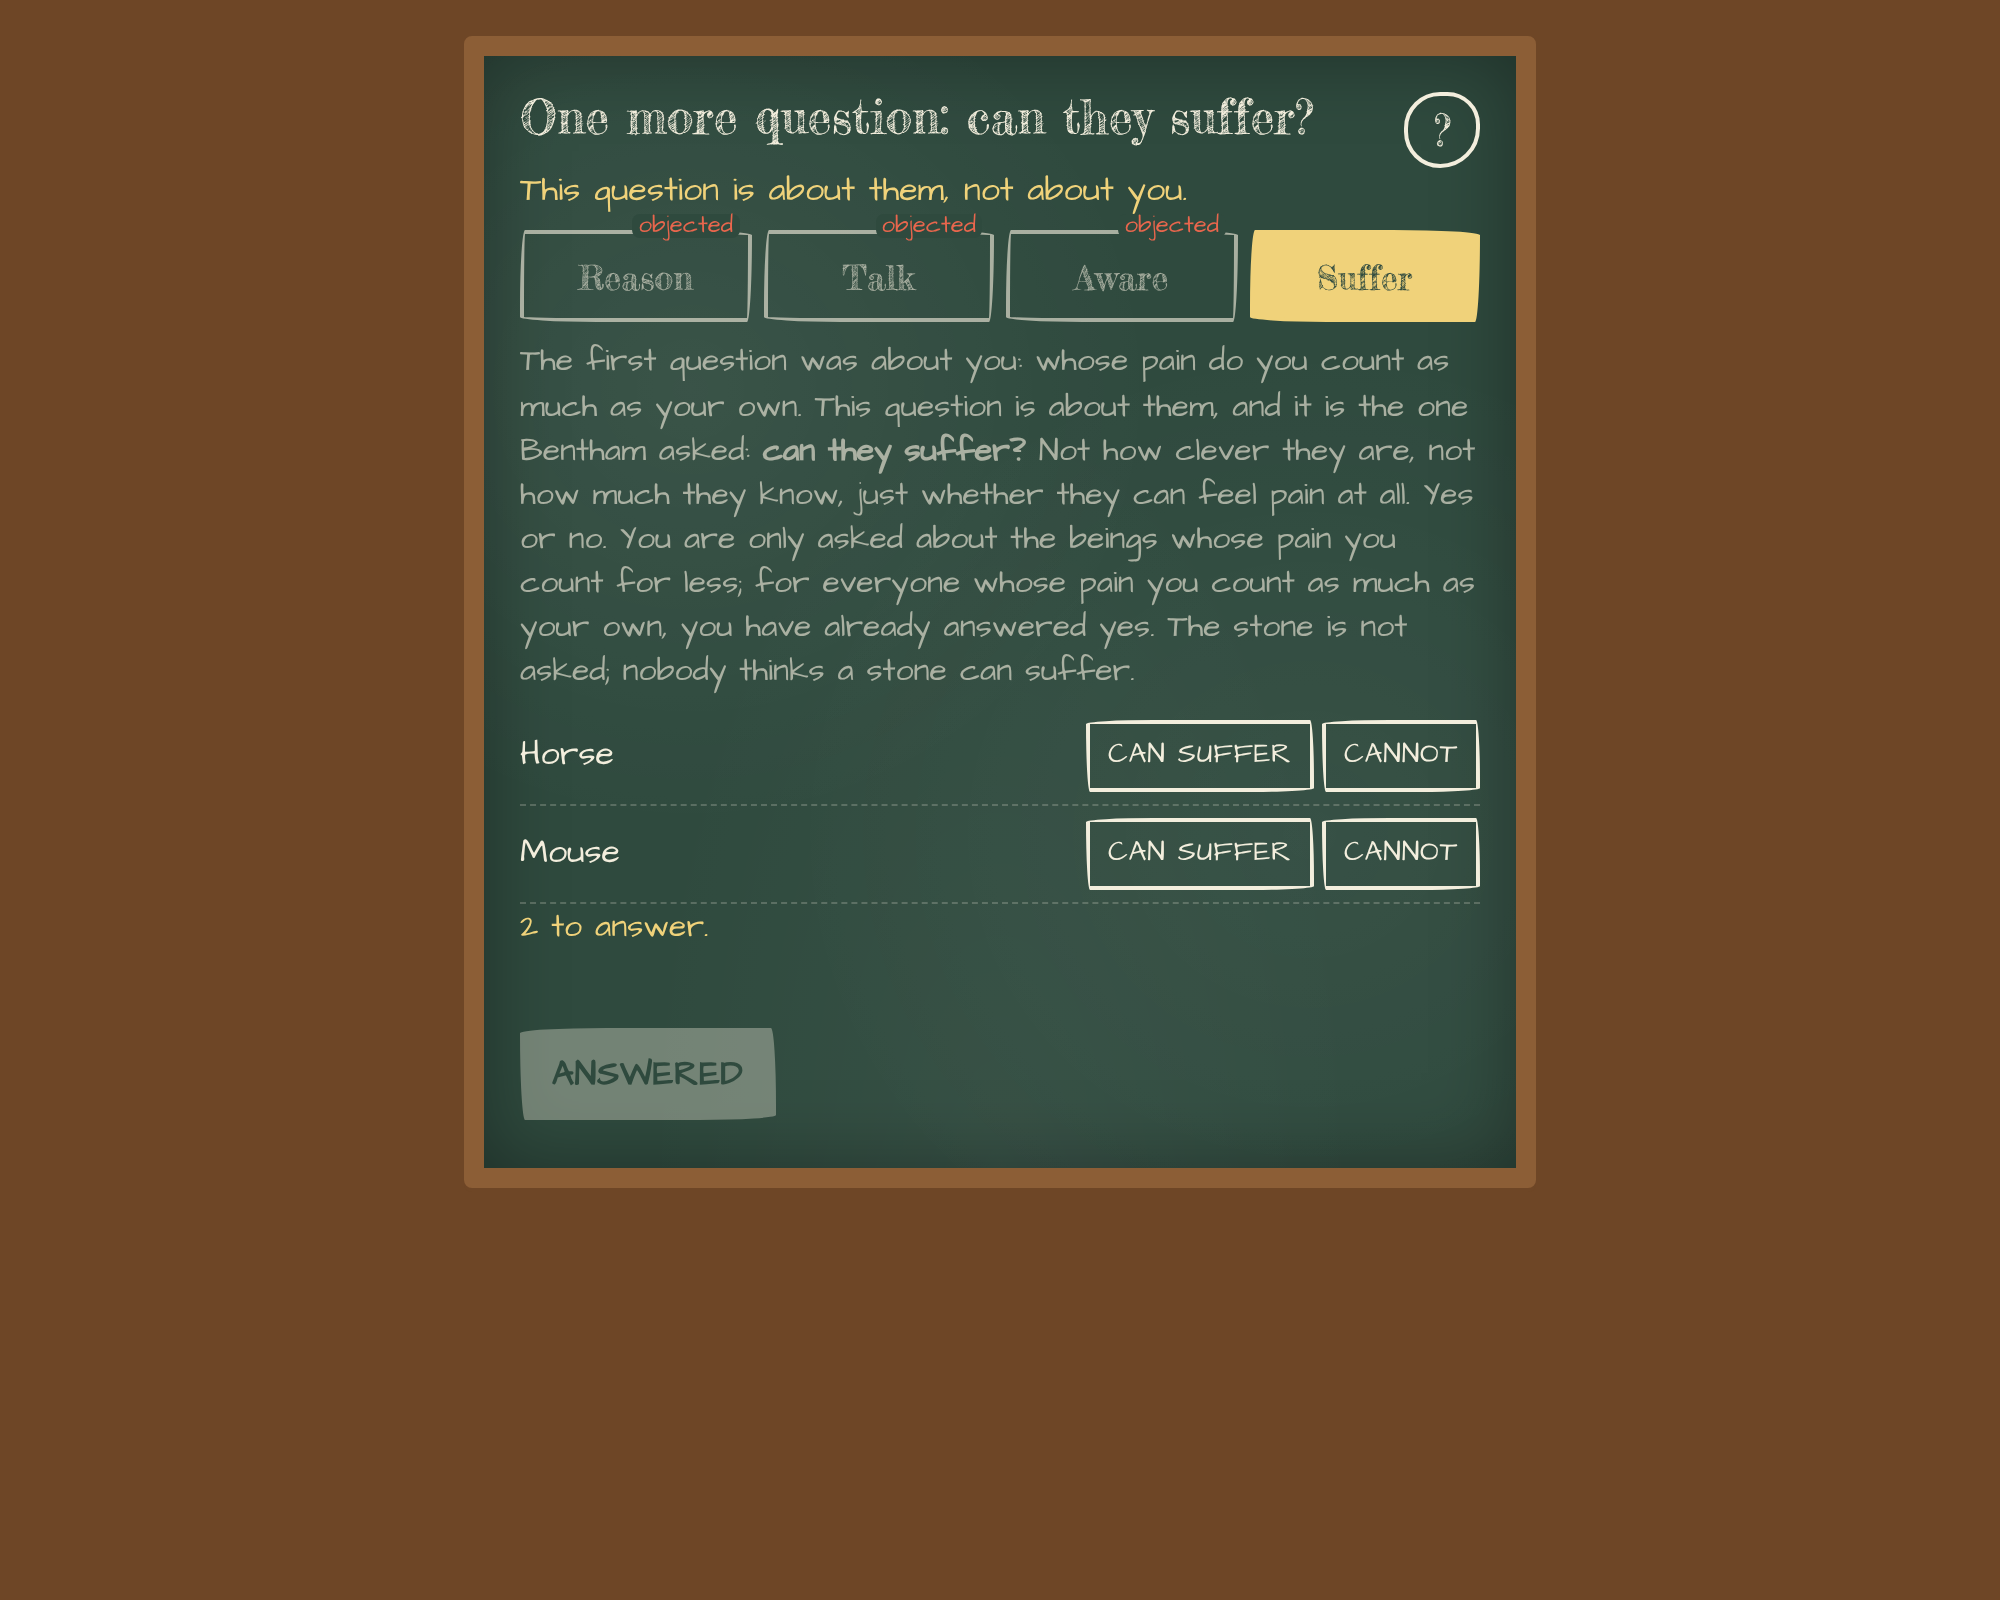 One more question: can they suffer?
?
This question is about them, not about you.
objected objected objected
Reason Talk Aware Suffer
The first question was about you: whose pain do you count as
much as your own. This question is about them, and it is the one
Bentham asked: can they suffer? Not how clever they are, not
how much they know, just whether they can feel pain at all. Yes
or no. You are only asked about the beings whose pain you
count for less; for everyone whose pain you count as much as
your own, you have already answered yes. The stone is not
asked; nobody thinks a stone can suffer.
Horse CAN SUFFER CANNOT
Mouse CAN SUFFER CANNOT
2 to answer.
ANSWERED